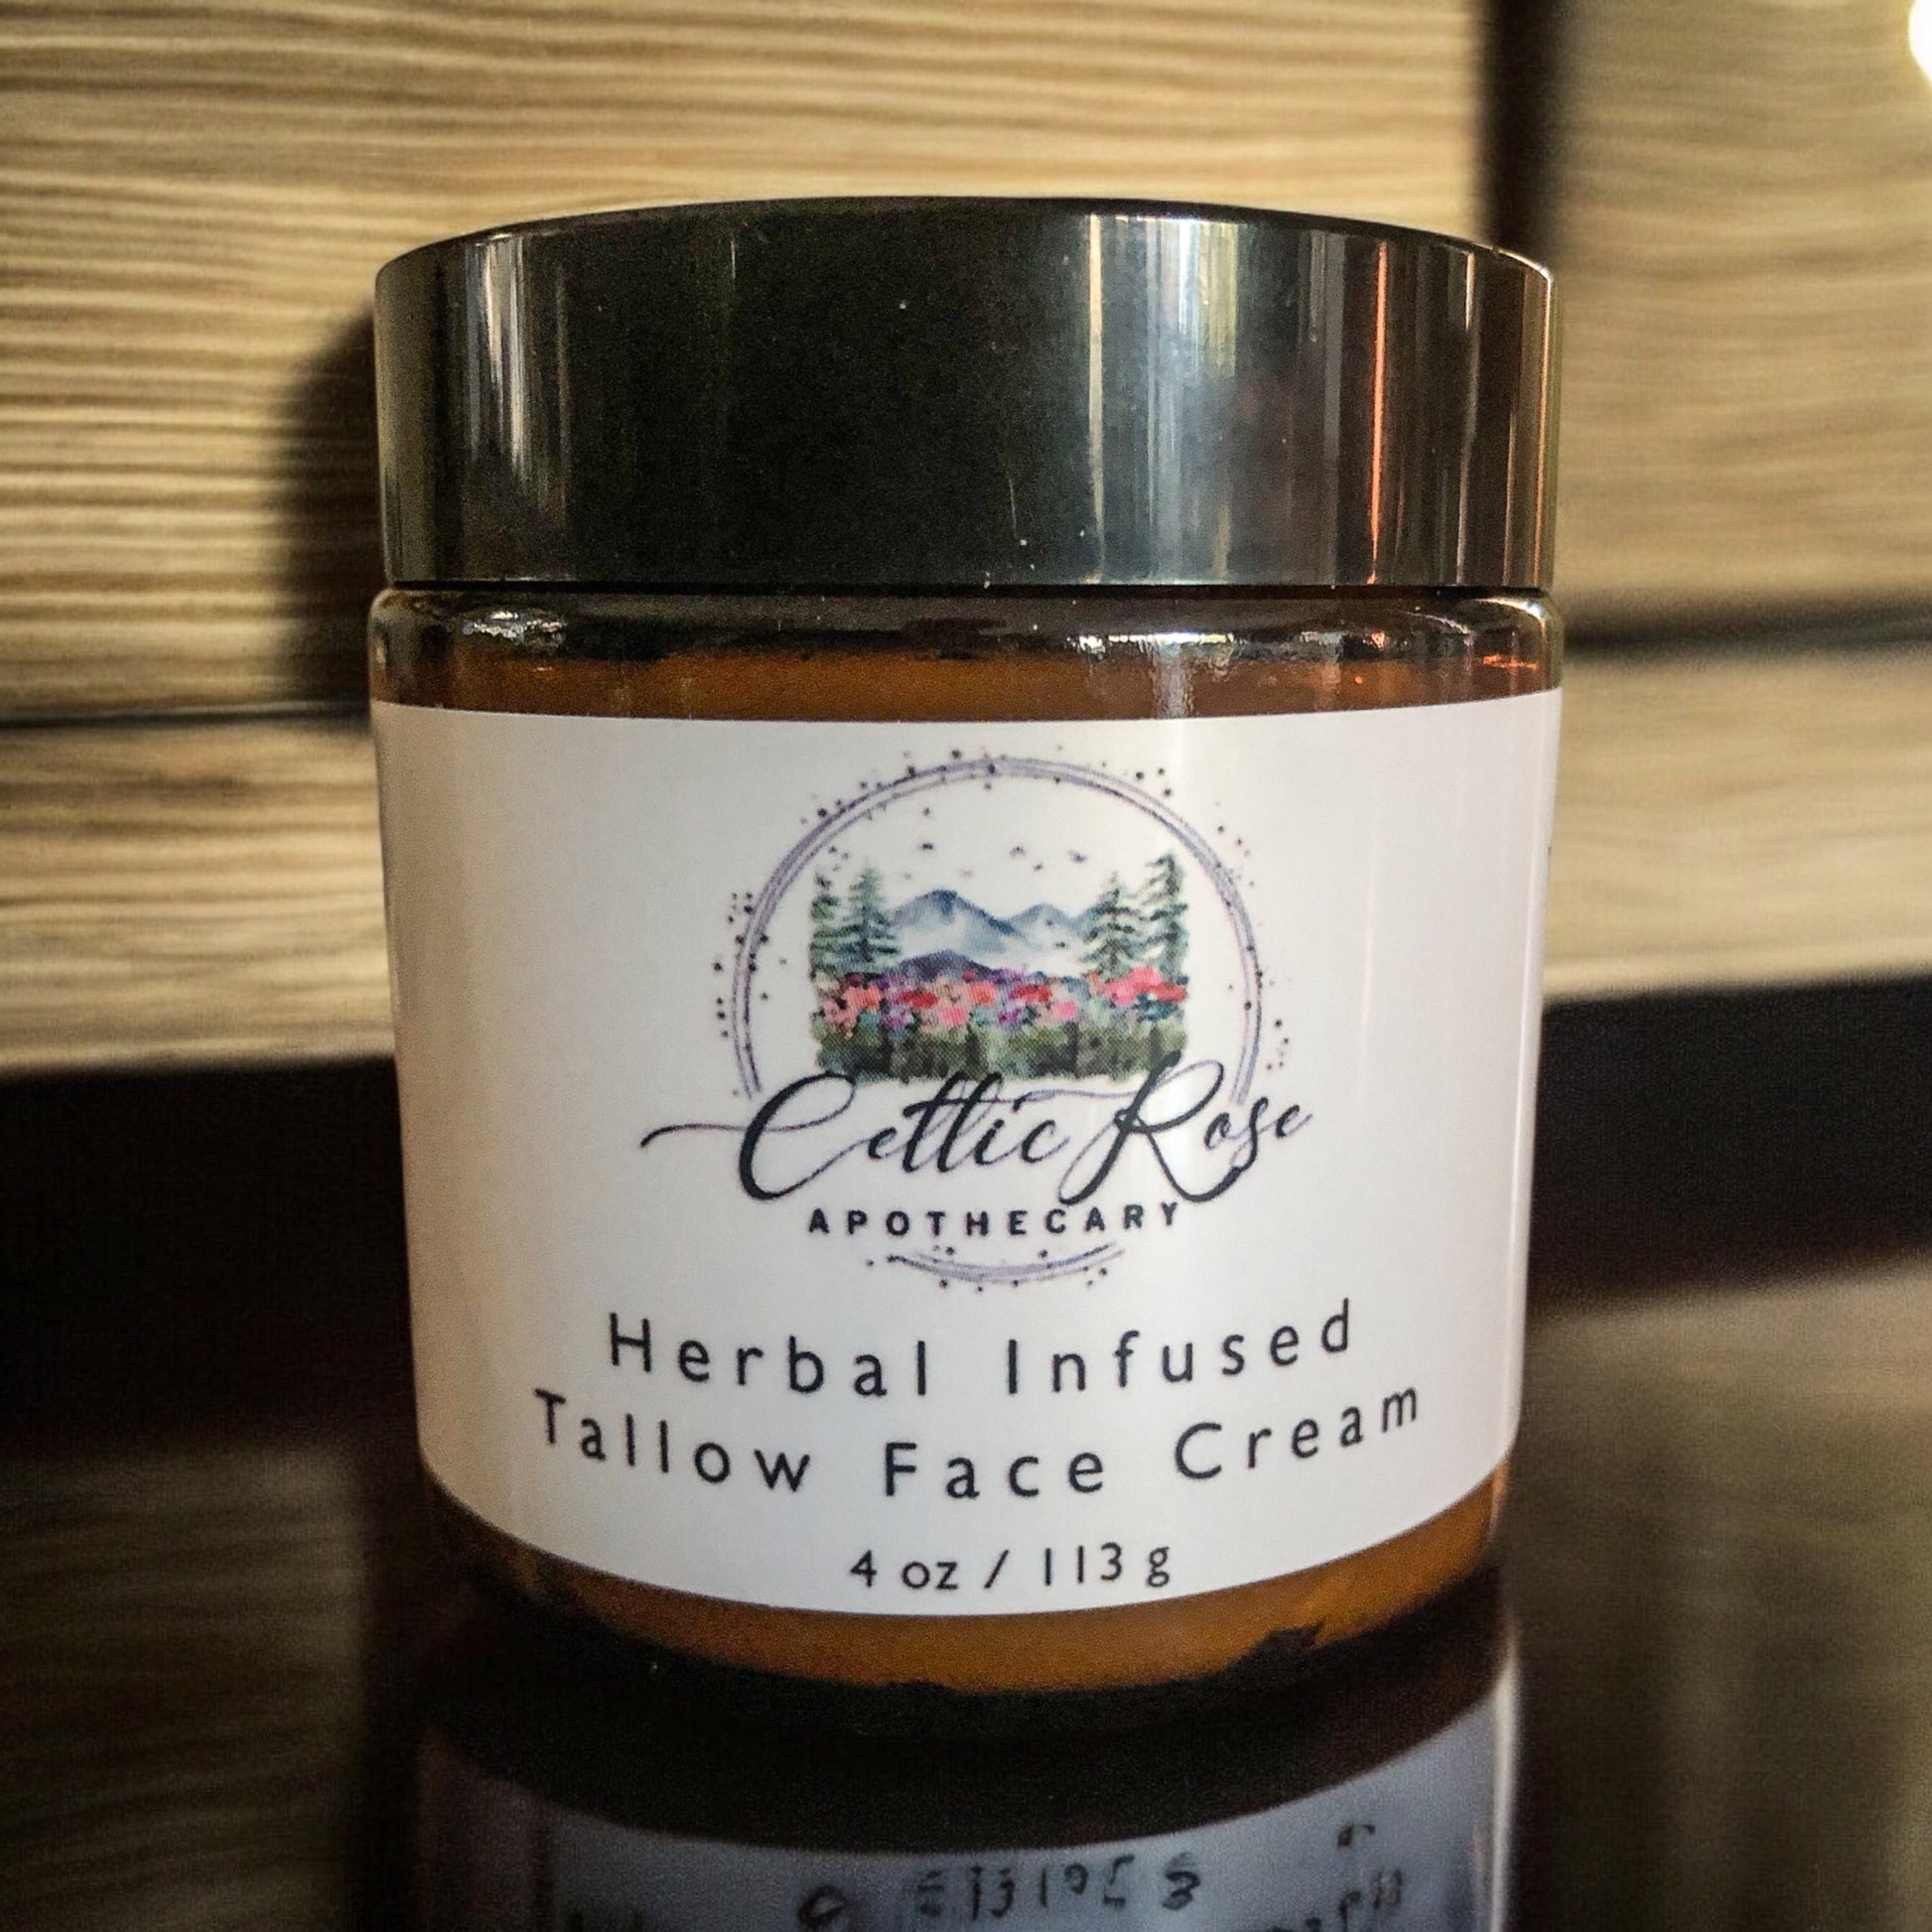 Celtic Rose
APOTHECARY
Herbal Infused
Tallow Face Cream
4 oz / 113 g